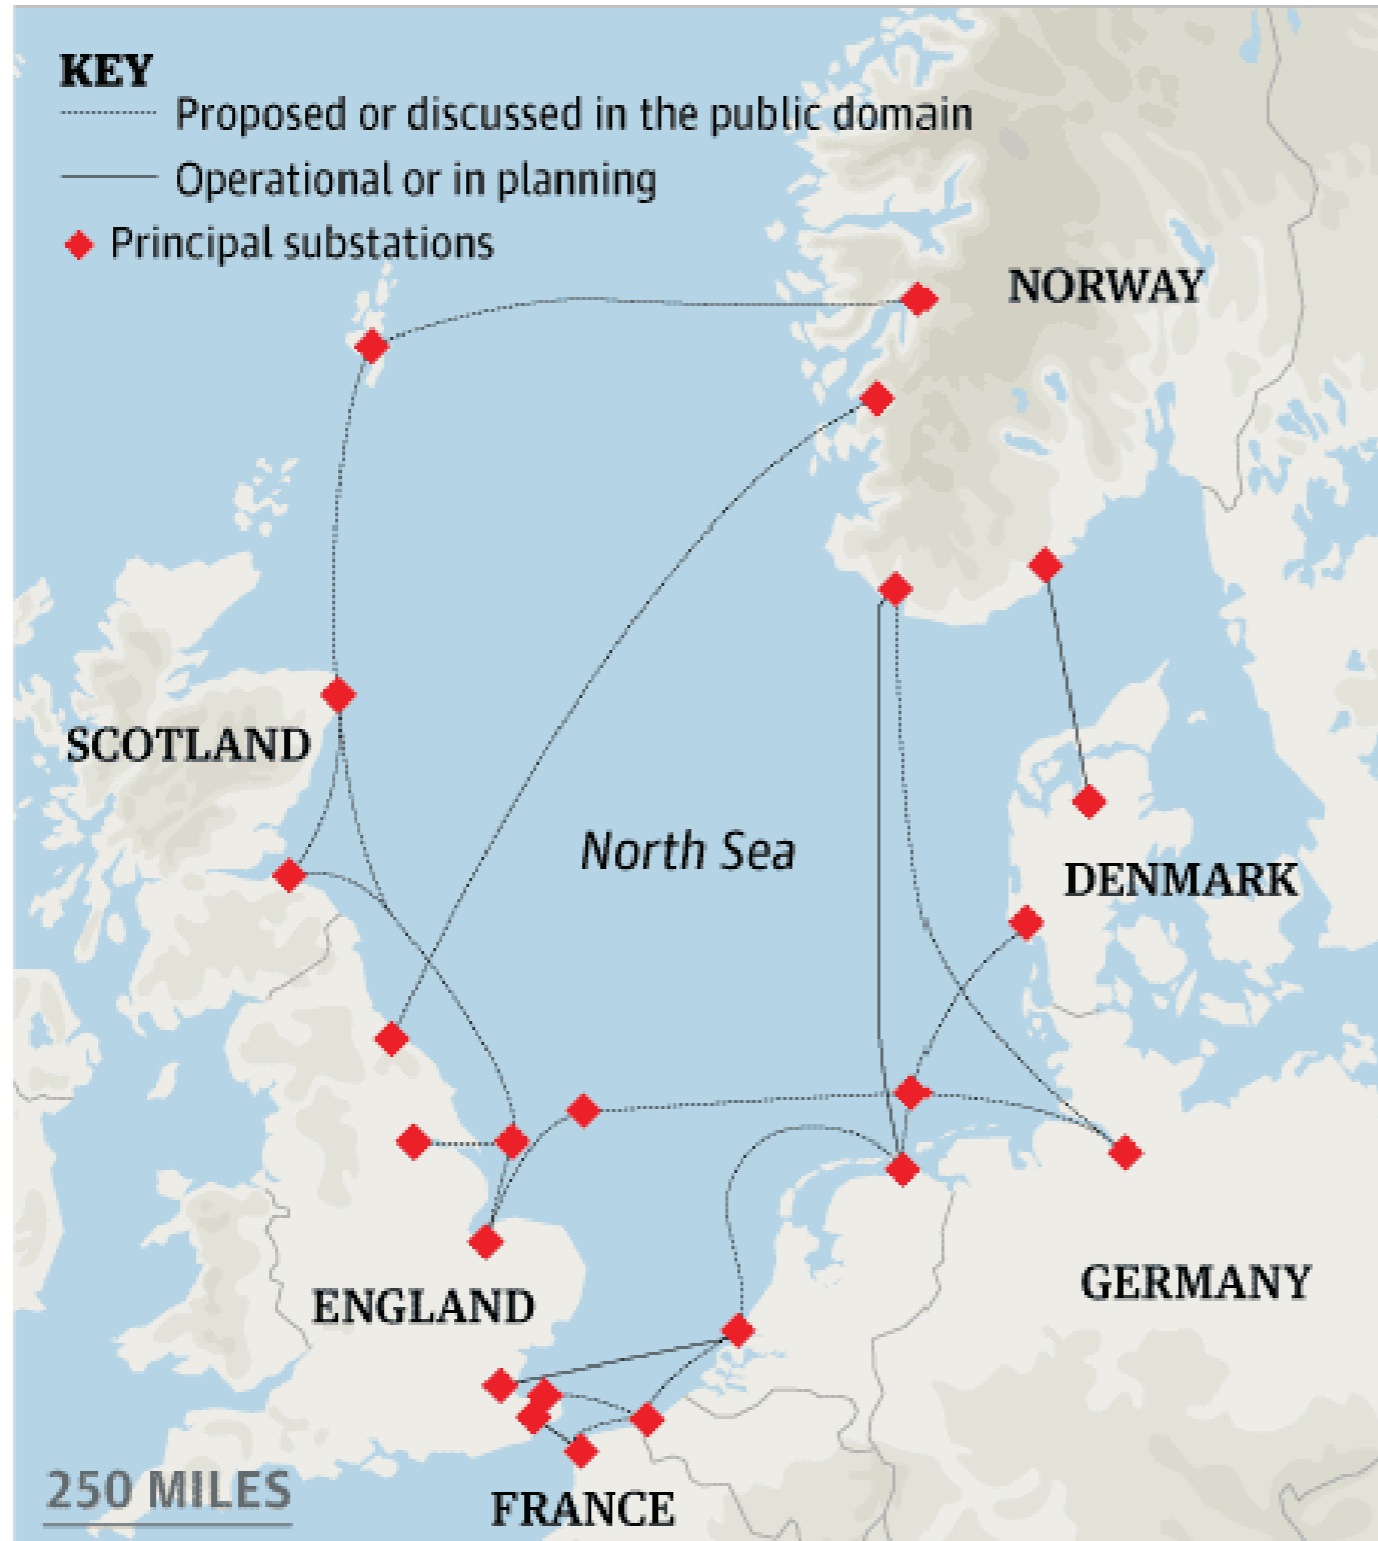 KEY
Proposed or discussed in the public domain
Operational or in planning
Principal substations
NORWAY
SCOTLAND
North Sea
DENMARK
GERMANY
ENGLAND
250 MILES
FRANCE